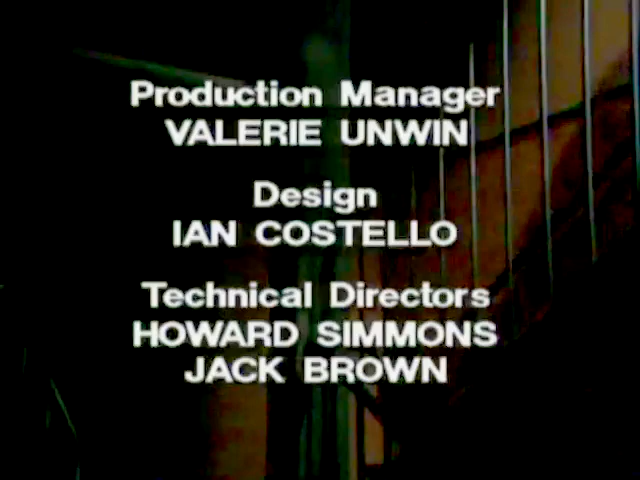 Production Manager
VALERIE UNWIN
Design
IAN COSTELLO
Technical Directors
HOWARD SIMMONS
JACK BROWN